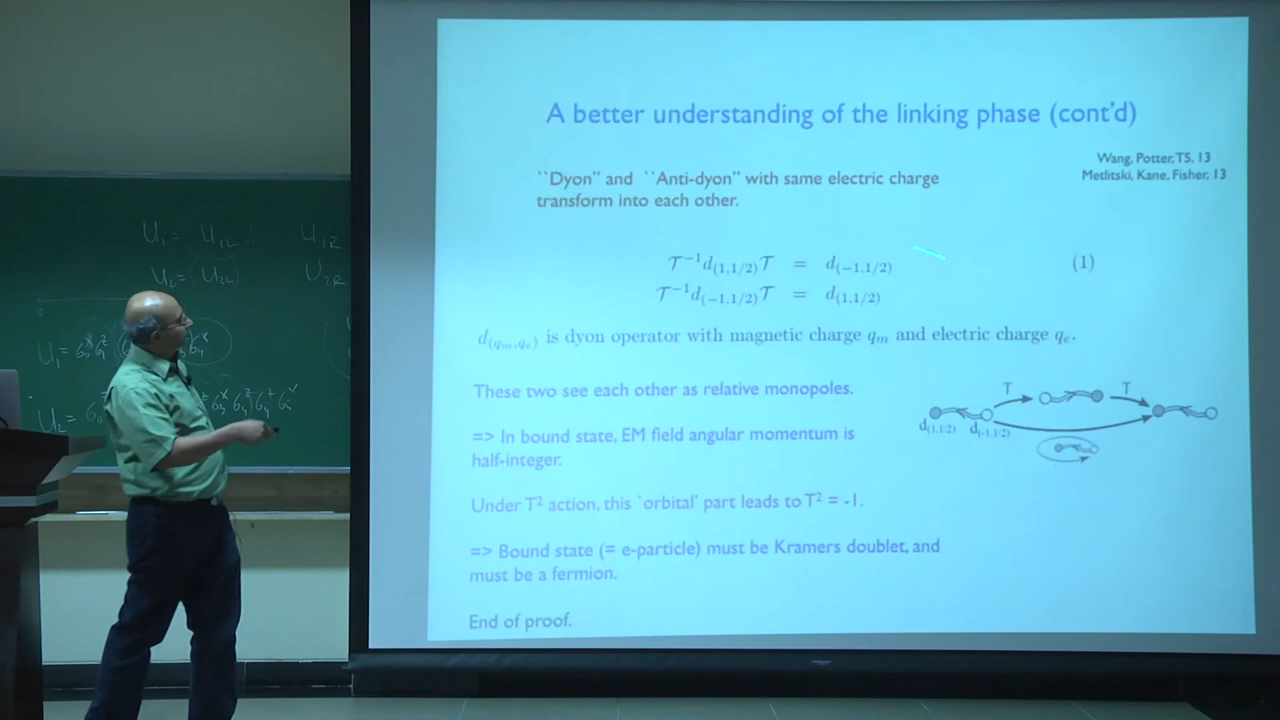 A better understanding of the linking phase (cont'd)
Wang, Potter, TS, 13
Metlitski, Kane, Fisher, 13
``Dyon" and ``Anti-dyon" with same electric charge
transform into each other.
𝒯⁻¹d₍₁,₁/₂₎𝒯 = d₍₋₁,₁/₂₎ (1)
𝒯⁻¹d₍₋₁,₁/₂₎𝒯 = d₍₁,₁/₂₎
d_(qₘ,qₑ) is dyon operator with magnetic charge qₘ and electric charge qₑ.
These two see each other as relative monopoles.
=> In bound state, EM field angular momentum is
half-integer.
Under T² action, this `orbital' part leads to T² = -1.
=> Bound state (= e-particle) must be Kramers doublet, and
must be a fermion.
End of proof.
T T
d₍₁,₁/₂₎ d₍₋₁,₁/₂₎
U₁ = U₁L U₁R
U₂ = U₂L U₂R
U₁ =
U₂ =